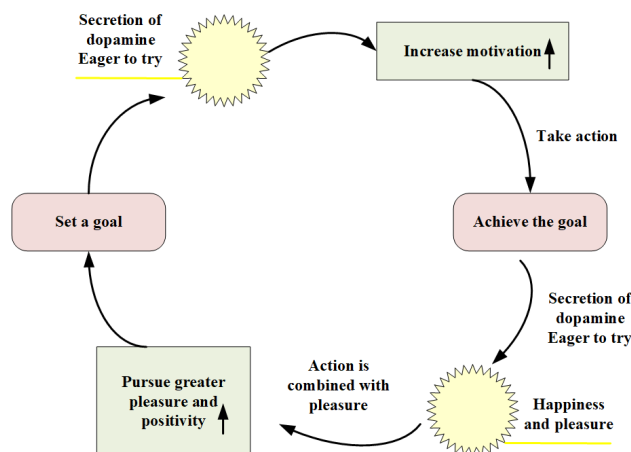 Secretion of
dopamine
Eager to try
Increase motivation
Take action
Set a goal
Achieve the goal
Secretion of
dopamine
Eager to try
Action is
combined with
pleasure
Pursue greater
pleasure and
positivity
Happiness
and pleasure